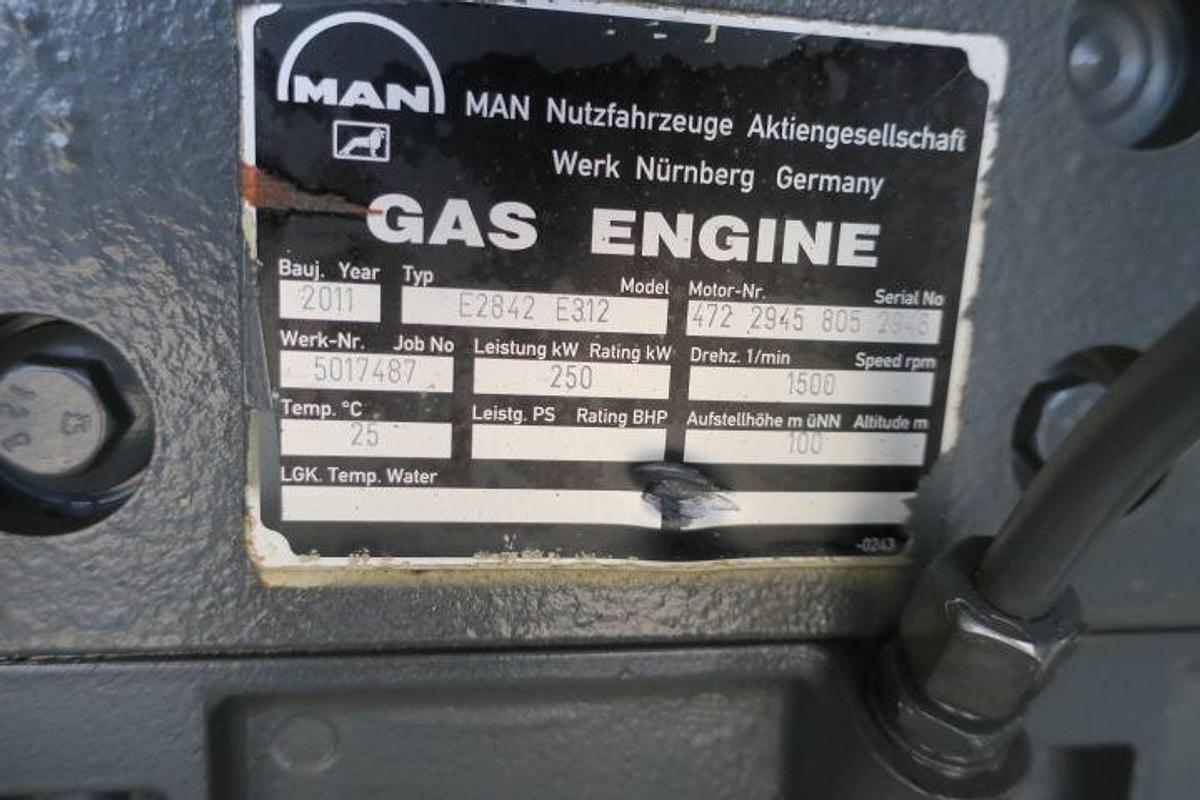 MAN
MAN Nutzfahrzeuge Aktiengesellschaft
Werk Nürnberg Germany
GAS ENGINE
Bauj. Year Typ Model Motor-Nr. Serial No
2011 E2842 E312 472 2945 805
Werk-Nr. Job No Leistung kW Rating kW Drehz. 1/min Speed rpm
5017487 250 1500
Temp. °C Leistg. PS Rating BHP Aufstellhöhe m üNN Altitude m
25 100
LGK. Temp. Water
-0243